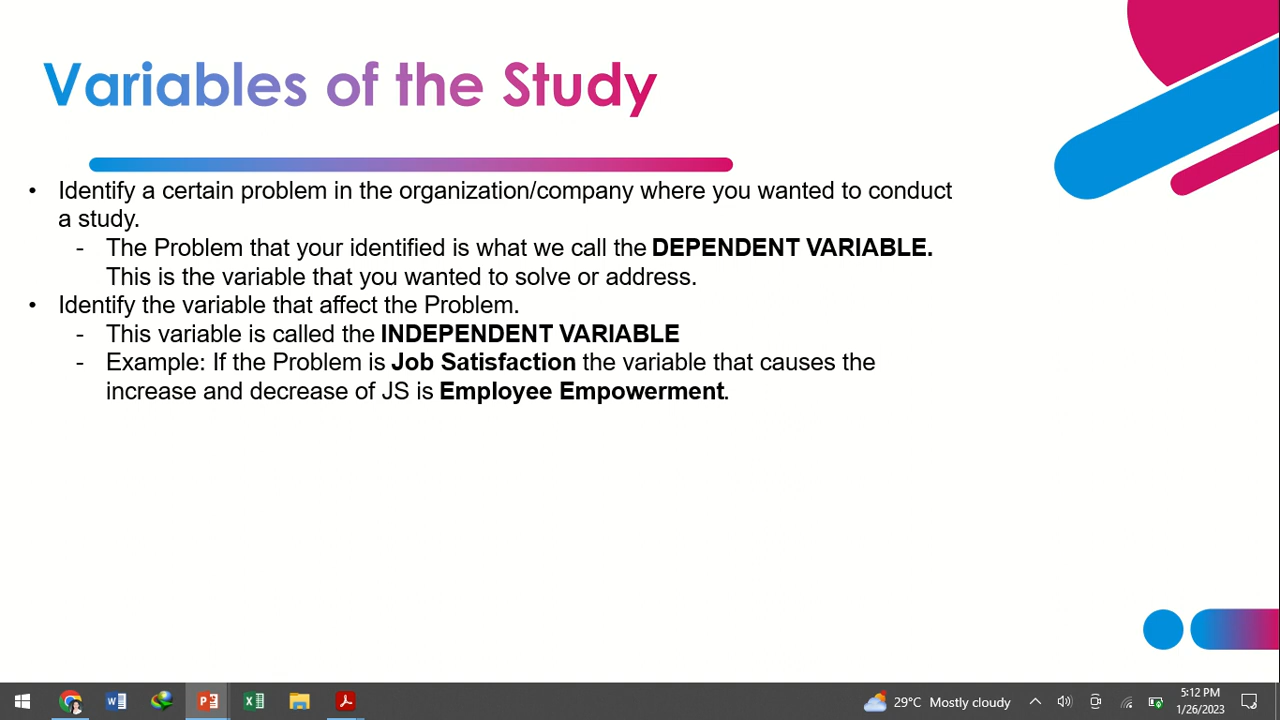 Variables of the Study
• Identify a certain problem in the organization/company where you wanted to conduct
a study.
- The Problem that your identified is what we call the DEPENDENT VARIABLE.
This is the variable that you wanted to solve or address.
• Identify the variable that affect the Problem.
- This variable is called the INDEPENDENT VARIABLE
- Example: If the Problem is Job Satisfaction the variable that causes the
increase and decrease of JS is Employee Empowerment.
29°C Mostly cloudy
5:12 PM
1/26/2023